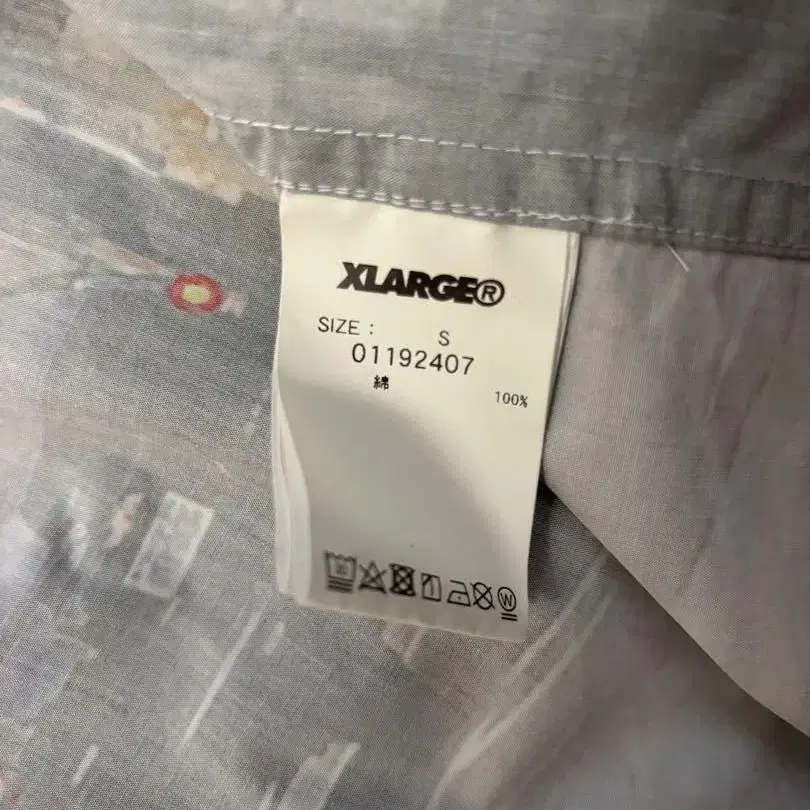 XLARGE®
SIZE : S
01192407
綿 100%
W